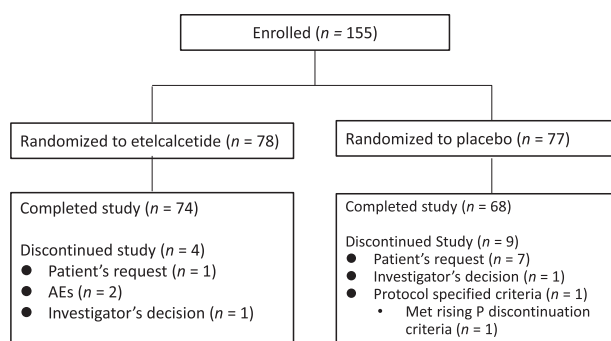 Enrolled (n = 155)
Randomized to etelcalcetide (n = 78)
Randomized to placebo (n = 77)
Completed study (n = 74)
Discontinued study (n = 4)
● Patient's request (n = 1)
● AEs (n = 2)
● Investigator's decision (n = 1)
Completed study (n = 68)
Discontinued Study (n = 9)
● Patient's request (n = 7)
● Investigator's decision (n = 1)
● Protocol specified criteria (n = 1)
• Met rising P discontinuation
criteria (n = 1)